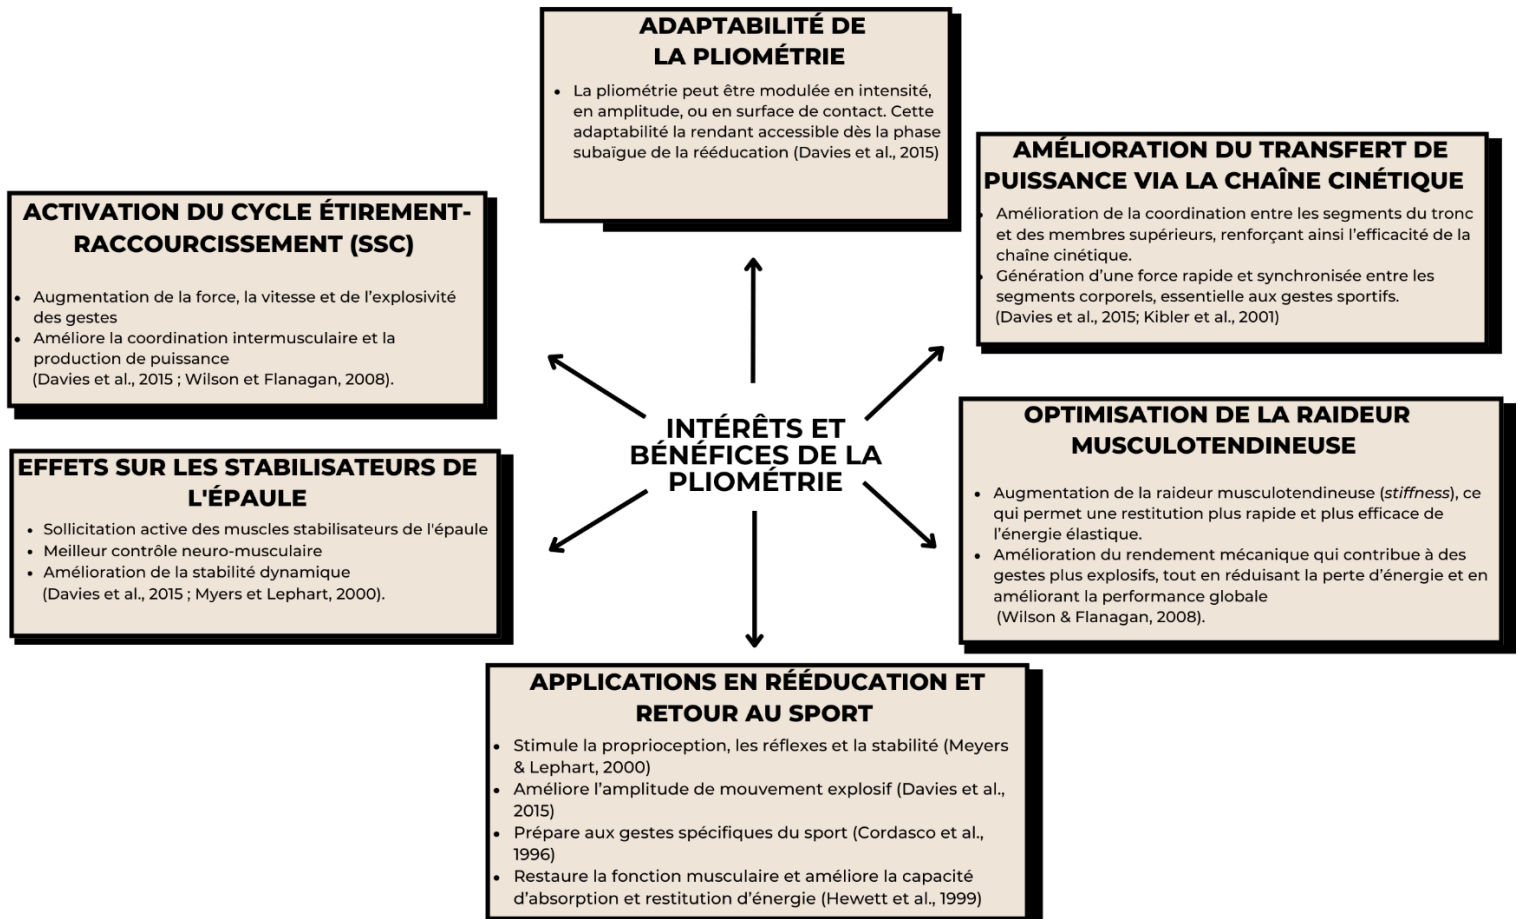 ADAPTABILITÉ DE
LA PLIOMÉTRIE
• La pliométrie peut être modulée en intensité,
en amplitude, ou en surface de contact. Cette
adaptabilité la rendant accessible dès la phase
subaïgue de la rééducation (Davies et al., 2015)
AMÉLIORATION DU TRANSFERT DE
PUISSANCE VIA LA CHAÎNE CINÉTIQUE
• Amélioration de la coordination entre les segments du tronc
et des membres supérieurs, renforçant ainsi l'efficacité de la
chaîne cinétique.
• Génération d'une force rapide et synchronisée entre les
segments corporels, essentielle aux gestes sportifs.
(Davies et al., 2015; Kibler et al., 2001)
ACTIVATION DU CYCLE ÉTIREMENT-
RACCOURCISSEMENT (SSC)
• Augmentation de la force, la vitesse et de l'explosivité
des gestes
• Améliore la coordination intermusculaire et la
production de puissance
(Davies et al., 2015 ; Wilson et Flanagan, 2008).
INTÉRÊTS ET
BÉNÉFICES DE LA
PLIOMÉTRIE
OPTIMISATION DE LA RAIDEUR
MUSCULOTENDINEUSE
• Augmentation de la raideur musculotendineuse (stiffness), ce
qui permet une restitution plus rapide et plus efficace de
l'énergie élastique.
• Amélioration du rendement mécanique qui contribue à des
gestes plus explosifs, tout en réduisant la perte d'énergie et en
améliorant la performance globale
(Wilson & Flanagan, 2008).
EFFETS SUR LES STABILISATEURS DE
L'ÉPAULE
• Sollicitation active des muscles stabilisateurs de l'épaule
• Meilleur contrôle neuro-musculaire
• Amélioration de la stabilité dynamique
(Davies et al., 2015 ; Myers et Lephart, 2000).
APPLICATIONS EN RÉÉDUCATION ET
RETOUR AU SPORT
• Stimule la proprioception, les réflexes et la stabilité (Meyers
& Lephart, 2000)
• Améliore l'amplitude de mouvement explosif (Davies et al.,
2015)
• Prépare aux gestes spécifiques du sport (Cordasco et al.,
1996)
• Restaure la fonction musculaire et améliore la capacité
d'absorption et restitution d'énergie (Hewett et al., 1999)